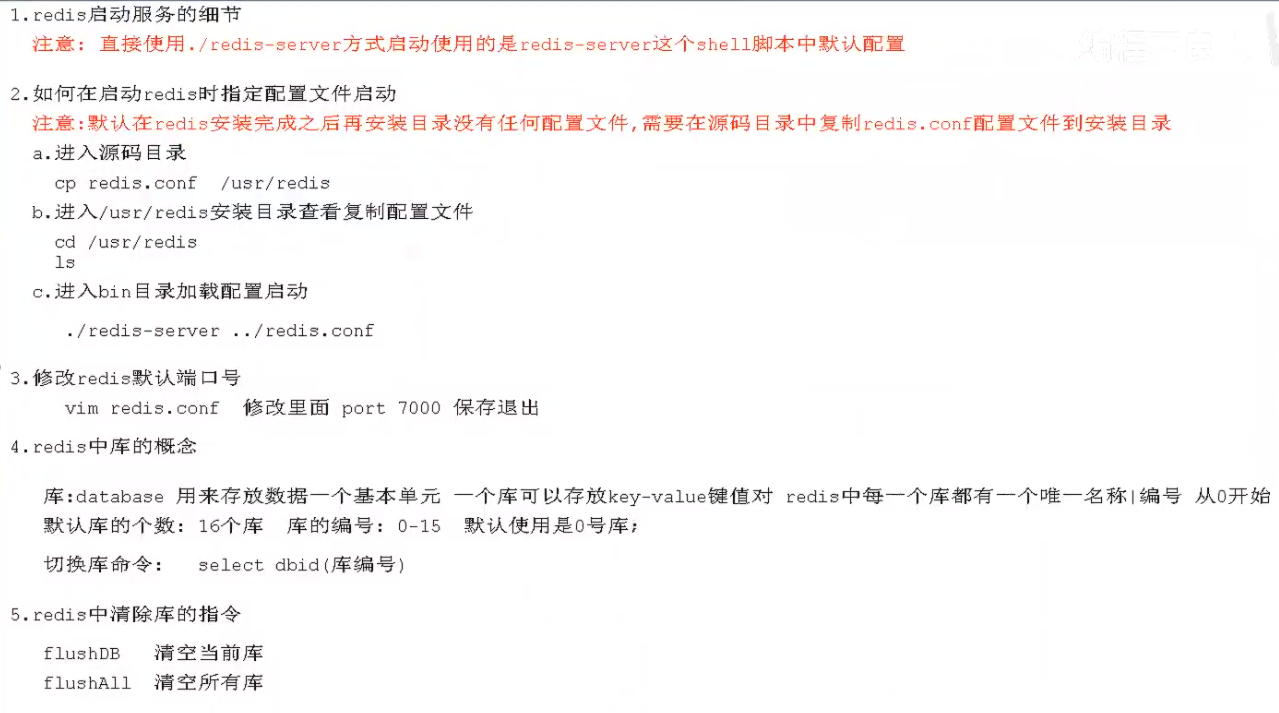 1.redis启动服务的细节
注意: 直接使用./redis-server方式启动使用的是redis-server这个shell脚本中默认配置
2.如何在启动redis时指定配置文件启动
注意:默认在redis安装完成之后再安装目录没有任何配置文件,需要在源码目录中复制redis.conf配置文件到安装目录
a.进入源码目录
cp redis.conf /usr/redis
b.进入/usr/redis安装目录查看复制配置文件
cd /usr/redis
ls
c.进入bin目录加载配置启动
./redis-server ../redis.conf
3.修改redis默认端口号
vim redis.conf 修改里面 port 7000 保存退出
4.redis中库的概念
库:database 用来存放数据一个基本单元 一个库可以存放key-value键值对 redis中每一个库都有一个唯一名称|编号 从0开始
默认库的个数: 16个库 库的编号: 0-15 默认使用是0号库;
切换库命令: select dbid(库编号)
5.redis中清除库的指令
flushDB 清空当前库
flushAll 清空所有库